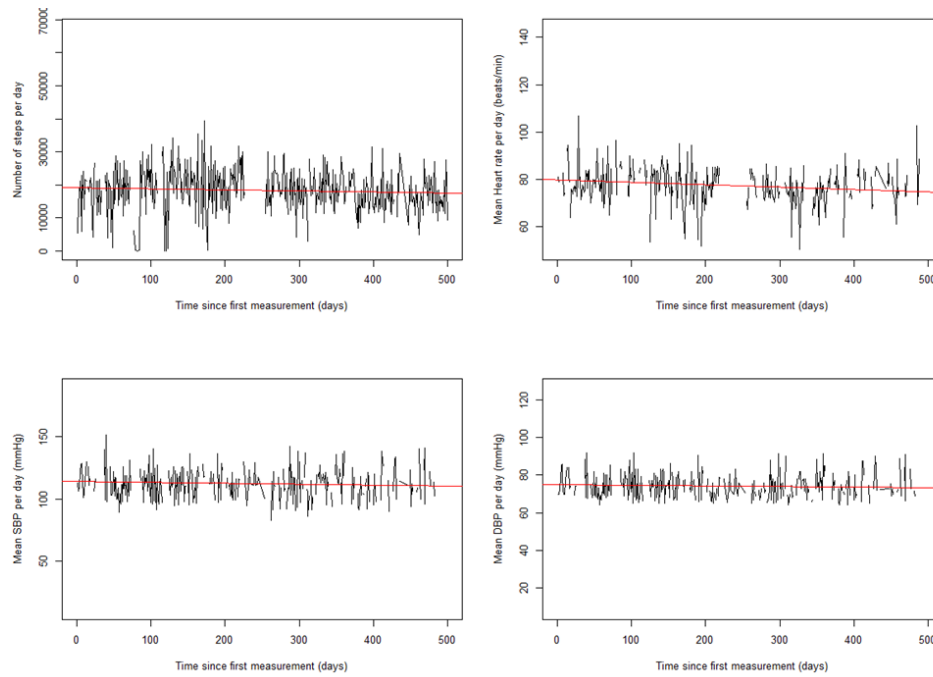 Number of steps per day
70000
50000
30000
10000
0
0 100 200 300 400 500
Time since first measurement (days)
Mean Heart rate per day (beats/min)
140
120
100
80
60
0 100 200 300 400 500
Time since first measurement (days)
Mean SBP per day (mmHg)
150
100
50
0 100 200 300 400 500
Time since first measurement (days)
Mean DBP per day (mmHg)
120
100
80
60
40
20
0 100 200 300 400 500
Time since first measurement (days)